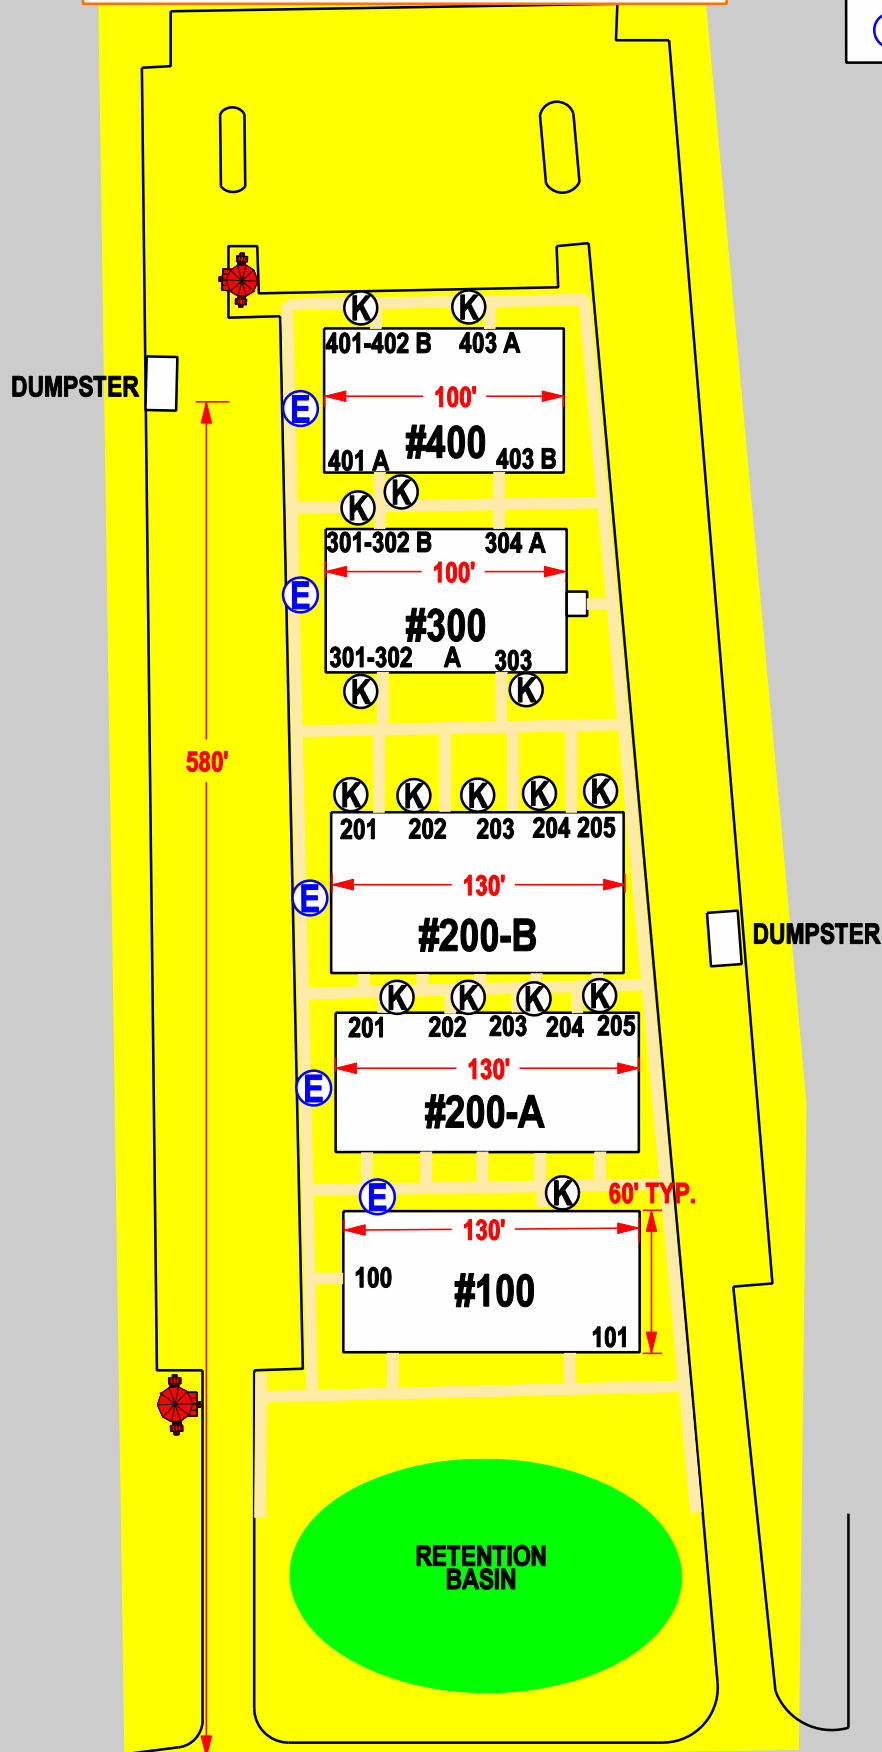 K K
401-402 B 403 A
DUMPSTER
100'
E
#400
401 A 403 B
K
K
301-302 B 304 A
100'
E
#300
301-302 A 303
K K
580'
K K K K K
201 202 203 204 205
130'
E
#200-B
DUMPSTER
K K K K
201 202 203 204 205
130'
E
#200-A
E K 60' TYP.
130'
100 #100
101
RETENTION
BASIN